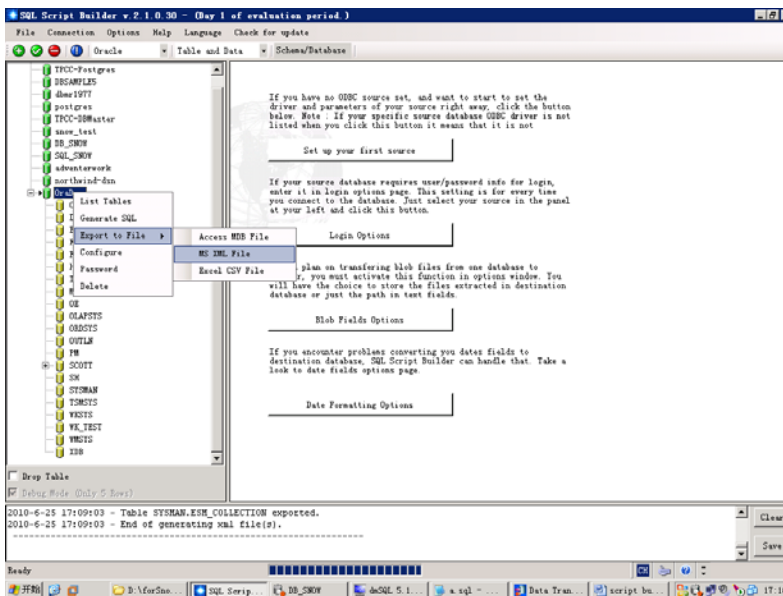 SQL Script Builder v.2.1.0.30 - (Day 1 of evaluation period.)
File Connection Options Help Language Check for update
Oracle Table and Data Schema/Database
TPCC-Postgres
DBSAMPLE5
dbsr1977
postgres
TPCC-DBMaster
snow_test
DB_SNOW
SQL_SNOW
adventerwork
northwind-dsn
List Tables
Generate SQL
Export to File
Configure
Password
Delete
Access MDB File
MS XML File
Excel CSV File
OE
OLAPSYS
ORDSYS
OUTLN
PM
SCOTT
SH
SYSMAN
TSMSYS
WKSYS
WK_TEST
WMSYS
XDB
Drop Table
Debug Mode (Only 5 Rows)
If you have no ODBC source set, and want to start to set the
driver and parameters of your source right away, click the button
below. Note : If your specific source database ODBC driver is not
listed when you click this button it means that it is not
Set up your first source
If your source database requires user/password info for login,
enter it in login options page. This setting is for every time
you connect to the database. Just select your source in the panel
at your left and click this button.
Login Options
plan on transfering blob files from one database to
, you must activate this function in options window. You
will have the choice to store the files extracted in destination
database or just the path in text fields.
Blob Fields Options
If you encounter problems converting you dates fields to
destination database, SQL Script Builder can handle that. Take a
look to date fields options page.
Date Formatting Options
2010-6-25 17:09:03 - Table SYSMAN.ESM_COLLECTION exported.
2010-6-25 17:09:03 - End of generating xml file(s).
Clear
Save
Ready
CH
开始 D:\forSno... SQL Scrip... DB_SNOW dmSQL 5.1... a.sql - ... Data Tran... script bu...